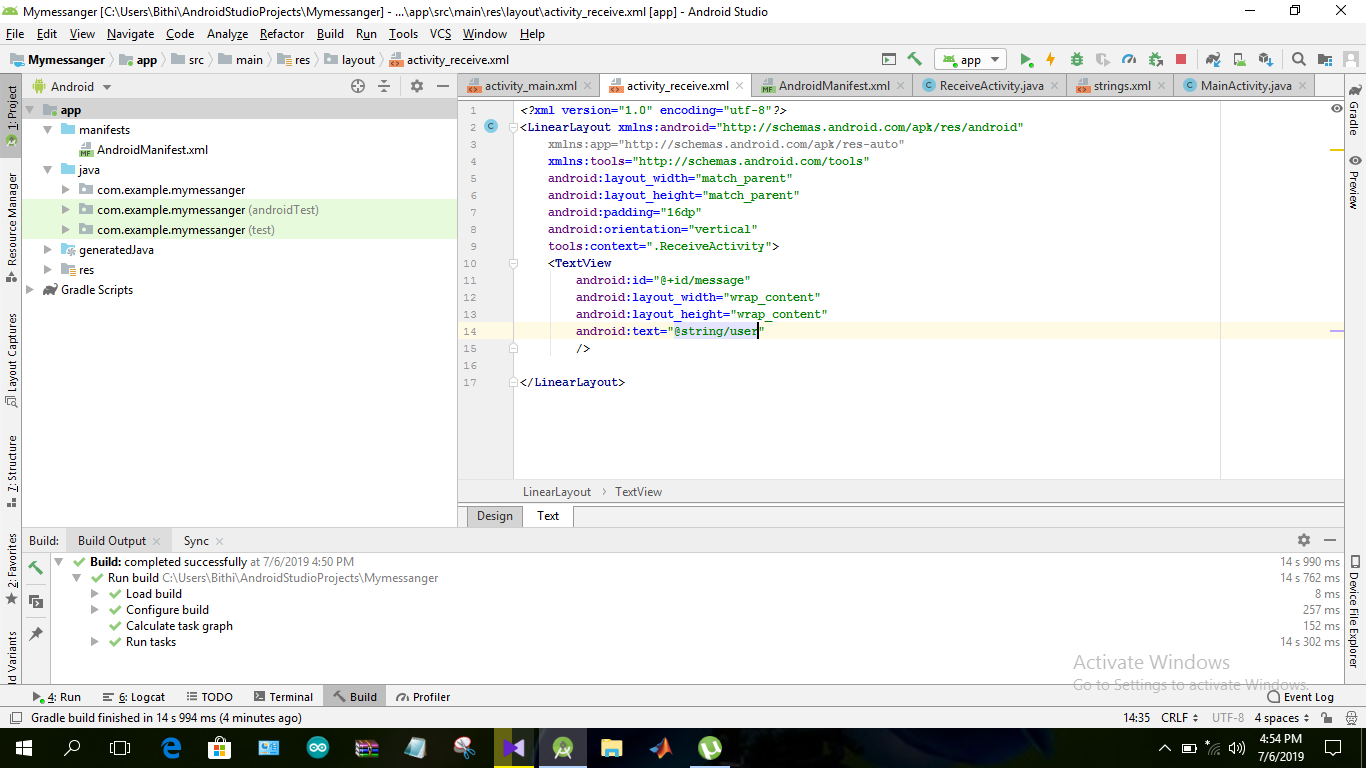 Mymessanger [C:\Users\Bithi\AndroidStudioProjects\Mymessanger] - ...\app\src\main\res\layout\activity_receive.xml [app] - Android Studio
File Edit View Navigate Code Analyze Refactor Build Run Tools VCS Window Help
Mymessanger app src main res layout activity_receive.xml app
Android activity_main.xml activity_receive.xml AndroidManifest.xml ReceiveActivity.java strings.xml MainActivity.java
1: Project
Resource Manager
Layout Captures
7: Structure
2: Favorites
ld Variants
app
manifests
MF AndroidManifest.xml
java
com.example.mymessanger
com.example.mymessanger (androidTest)
com.example.mymessanger (test)
generatedJava
res
Gradle Scripts
1 <?xml version="1.0" encoding="utf-8"?>
2 C <LinearLayout xmlns:android="http://schemas.android.com/apk/res/android"
3 xmlns:app="http://schemas.android.com/apk/res-auto"
4 xmlns:tools="http://schemas.android.com/tools"
5 android:layout_width="match_parent"
6 android:layout_height="match_parent"
7 android:padding="16dp"
8 android:orientation="vertical"
9 tools:context=".ReceiveActivity">
10 <TextView
11 android:id="@+id/message"
12 android:layout_width="wrap_content"
13 android:layout_height="wrap_content"
14 android:text="@string/user"
15 />
16
17 </LinearLayout>
LinearLayout TextView
Design Text
Gradle
Preview
Device File Explorer
Build: Build Output Sync
Build: completed successfully at 7/6/2019 4:50 PM 14 s 990 ms
Run build C:\Users\Bithi\AndroidStudioProjects\Mymessanger 14 s 762 ms
Load build 8 ms
Configure build 257 ms
Calculate task graph 152 ms
Run tasks 14 s 302 ms
Activate Windows
Go to Settings to activate Windows.
4: Run 6: Logcat TODO Terminal Build Profiler Event Log
Gradle build finished in 14 s 994 ms (4 minutes ago) 14:35 CRLF UTF-8 4 spaces
4:54 PM
7/6/2019